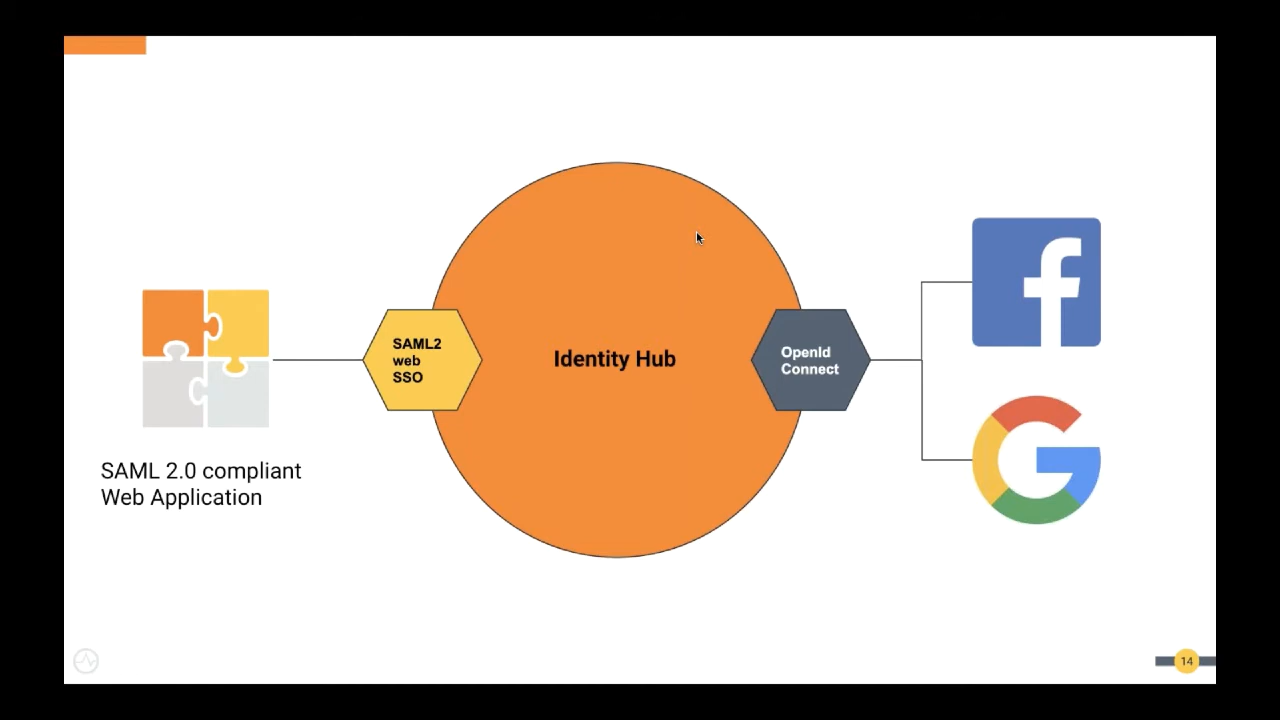 SAML2
web
SSO
Identity Hub
OpenId
Connect
SAML 2.0 compliant
Web Application
14